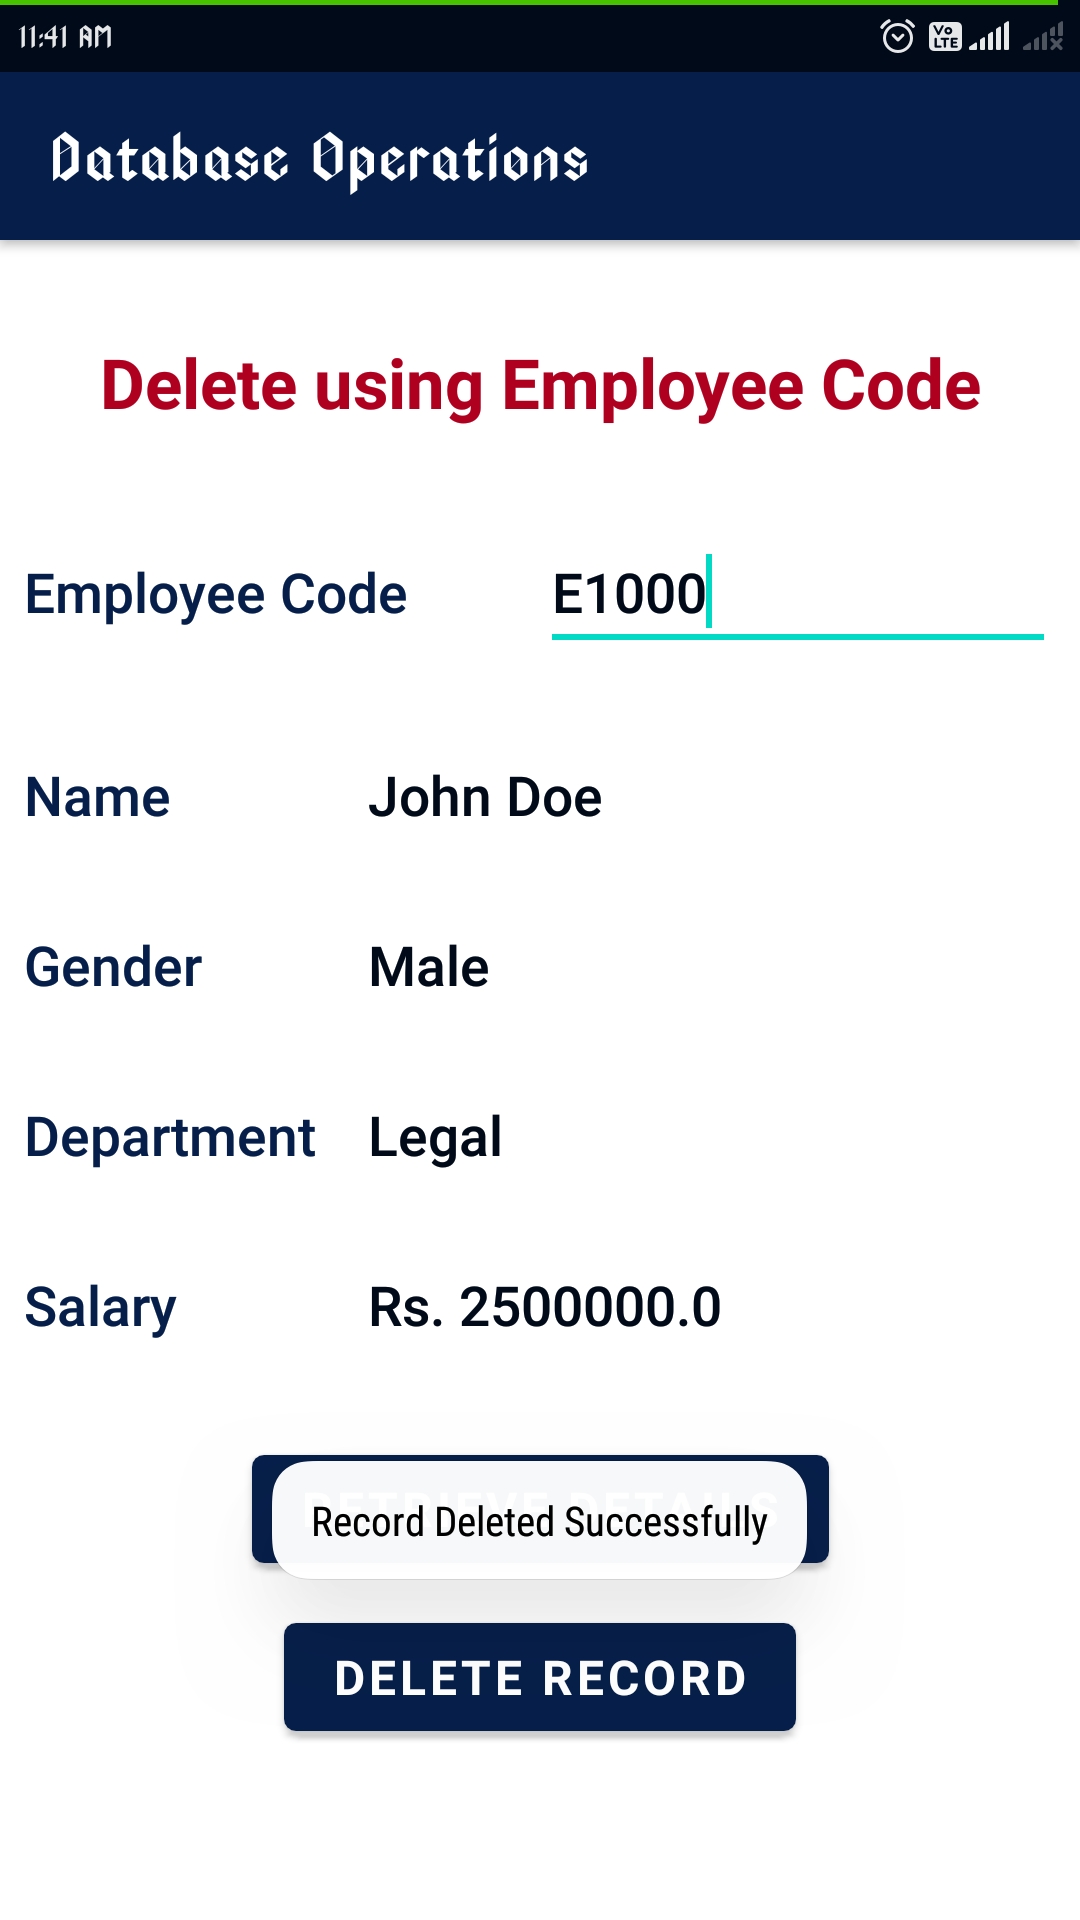 11:41 AM
Vo LTE
Database Operations
Delete using Employee Code
Employee Code E1000
Name John Doe
Gender Male
Department Legal
Salary Rs. 2500000.0
RETRIEVE DETAILS
Record Deleted Successfully
DELETE RECORD